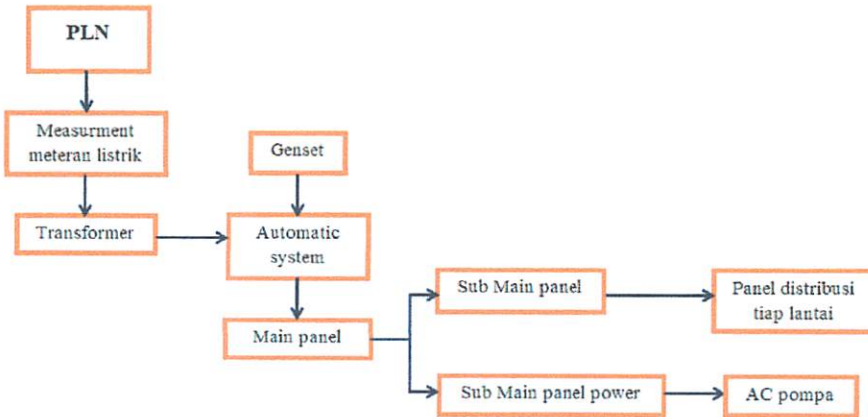 PLN
Measurment
meteran listrik
Genset
Transformer
Automatic
system
Main panel
Sub Main panel
Panel distribusi
tiap lantai
Sub Main panel power
AC pompa